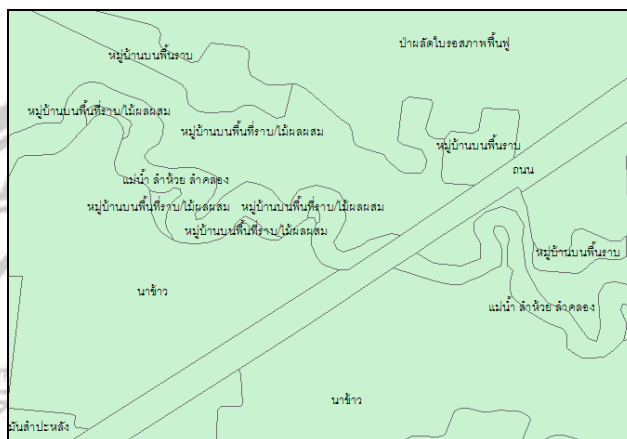 ป่าผลัดใบรอสภาพฟื้นฟู
หมู่บ้านบนพื้นราบ
หมู่บ้านบนพื้นที่ราบ/ไม้ผลผสม
หมู่บ้านบนพื้นที่ราบ/ไม้ผลผสม
หมู่บ้านบนพื้นราบ
ถนน
แม่น้ำ ลำห้วย ลำคลอง
หมู่บ้านบนพื้นที่ราบ/ไม้ผลผสม
หมู่บ้านบนพื้นที่ราบ/ไม้ผลผสม
หมู่บ้านบนพื้นที่ราบ/ไม้ผลผสม
หมู่บ้านบนพื้นราบ
นาข้าว
แม่น้ำ ลำห้วย ลำคลอง
นาข้าว
มันสำปะหลัง